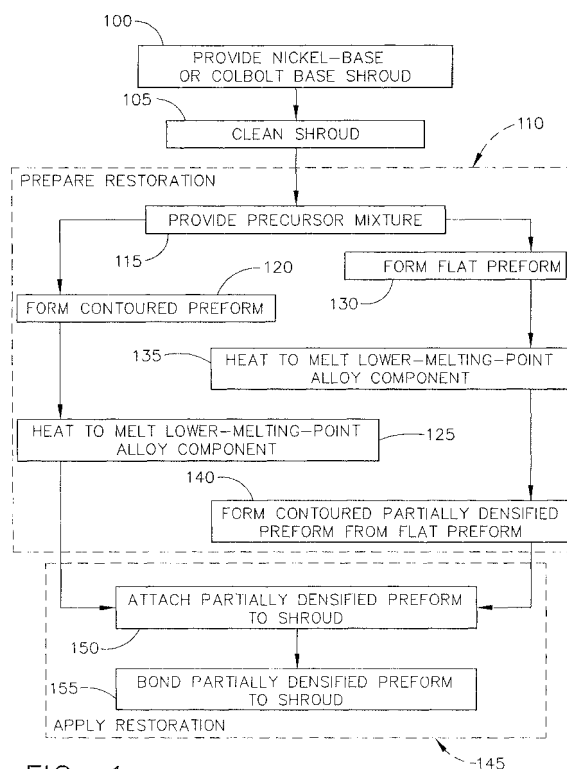 100
PROVIDE NICKEL-BASE
OR COLBOLT BASE SHROUD
105
CLEAN SHROUD
110
PREPARE RESTORATION
PROVIDE PRECURSOR MIXTURE
115
120
FORM FLAT PREFORM
130
FORM CONTOURED PREFORM
135
HEAT TO MELT LOWER-MELTING-POINT
ALLOY COMPONENT
HEAT TO MELT LOWER-MELTING-POINT
ALLOY COMPONENT
125
140
FORM CONTOURED PARTIALLY DENSIFIED
PREFORM FROM FLAT PREFORM
ATTACH PARTIALLY DENSIFIED PREFORM
TO SHROUD
150
BOND PARTIALLY DENSIFIED PREFORM
TO SHROUD
155
APPLY RESTORATION
145